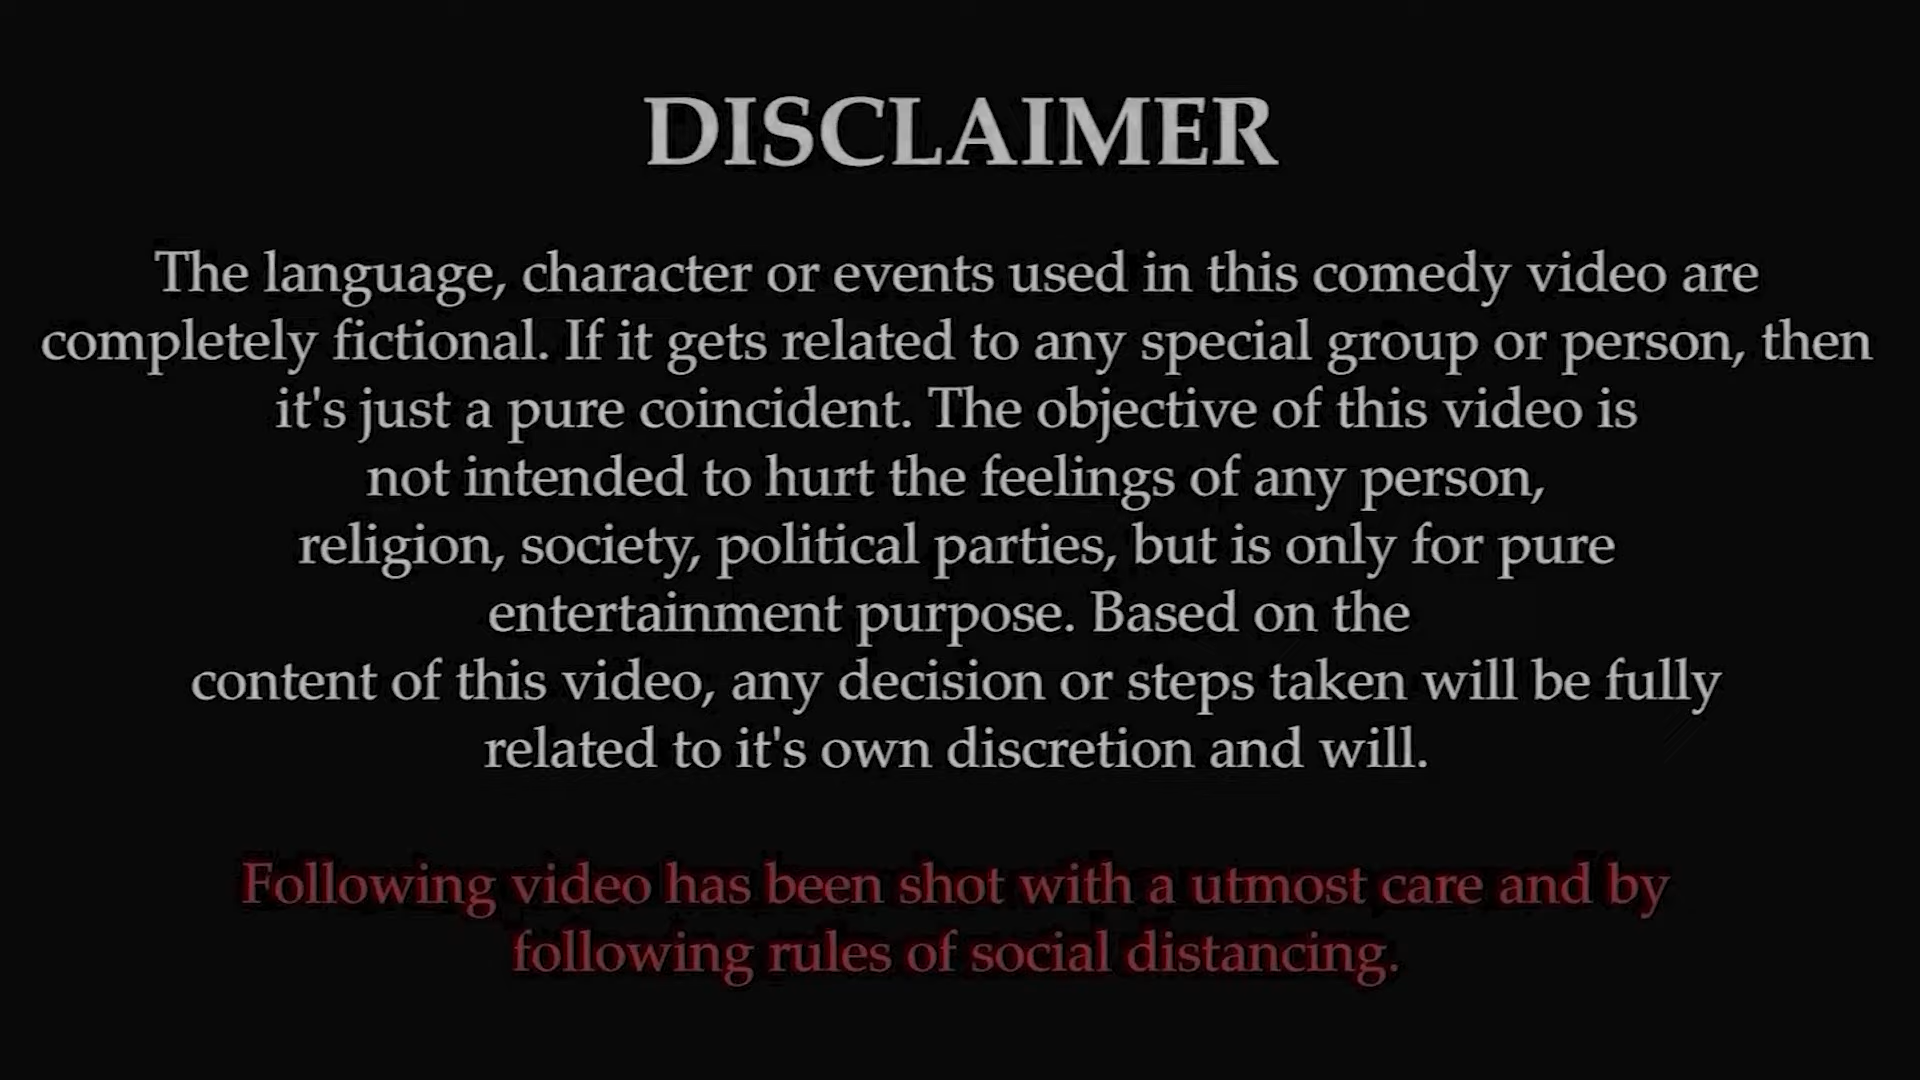 DISCLAIMER
The language, character or events used in this comedy video are
completely fictional. If it gets related to any special group or person, then
it's just a pure coincident. The objective of this video is
not intended to hurt the feelings of any person,
religion, society, political parties, but is only for pure
entertainment purpose. Based on the
content of this video, any decision or steps taken will be fully
related to it's own discretion and will.
Following video has been shot with a utmost care and by
following rules of social distancing.